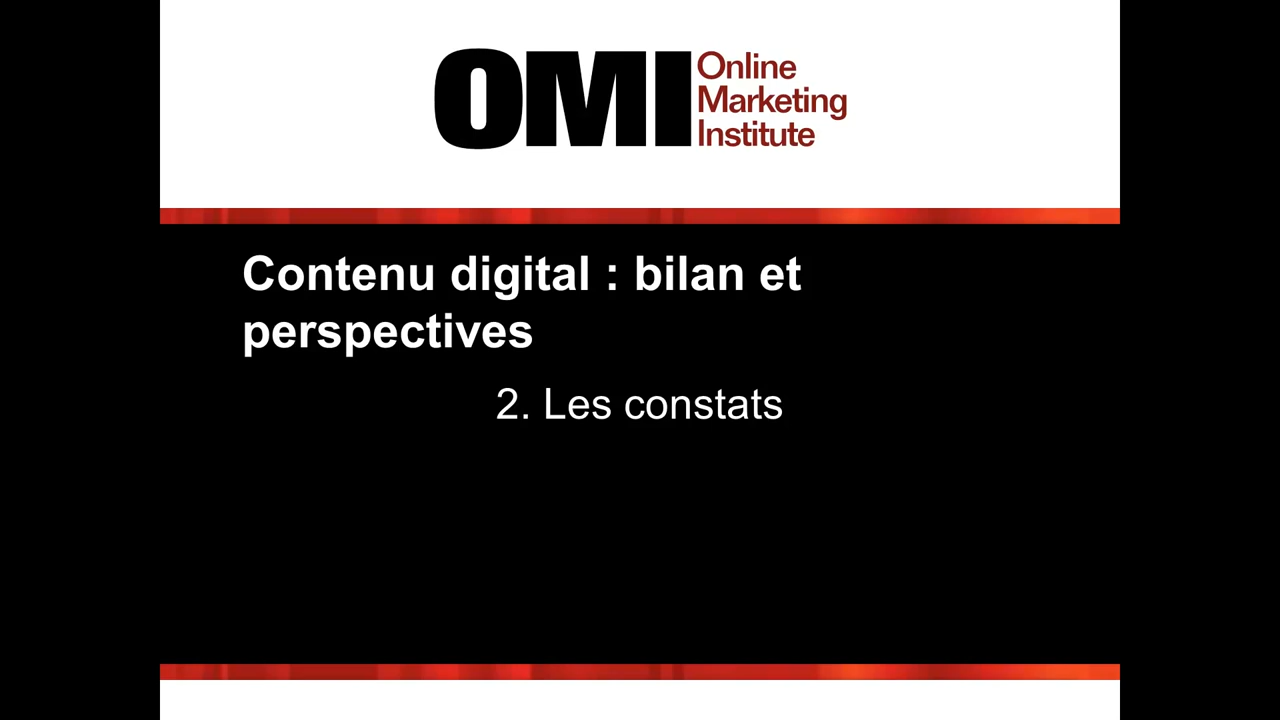 OMI
Online
Marketing
Institute
Contenu digital : bilan et
perspectives
2. Les constats